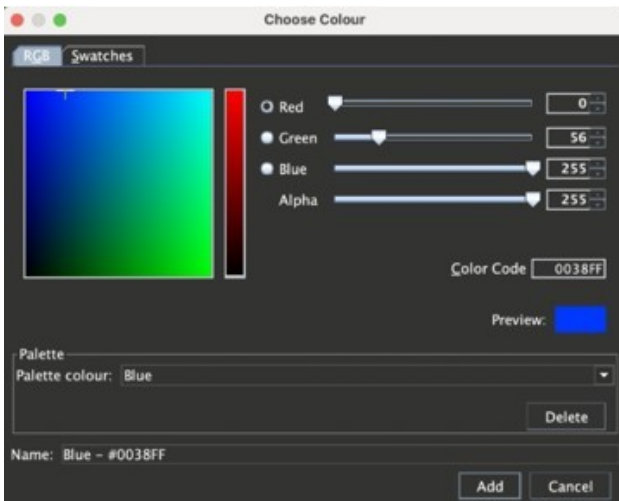 Choose Colour
RGB Swatches
Red 0
Green 56
Blue 255
Alpha 255
Color Code 0038FF
Preview:
Palette
Palette colour: Blue
Delete
Name: Blue - #0038FF
Add Cancel